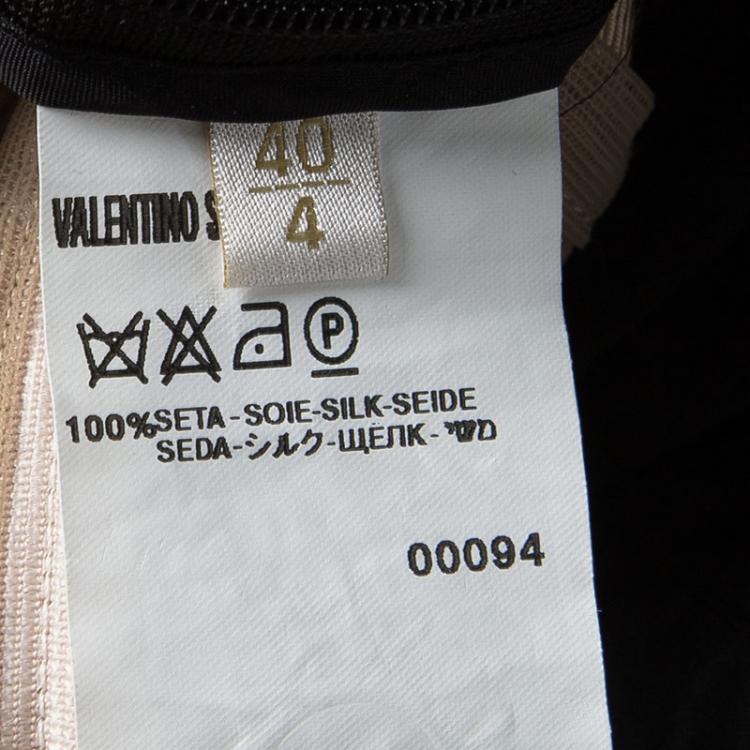 40
4
VALENTINO S
P
100%SETA-SOIE-SILK-SEIDE
SEDA-シルク-ШЁЛК-משי
00094